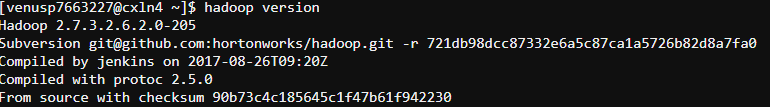 [venusp7663227@cxln4 ~]$ hadoop version
Hadoop 2.7.3.2.6.2.0-205
Subversion git@github.com:hortonworks/hadoop.git -r 721db98dcc87332e6a5c87ca1a5726b82d8a7fa0
Compiled by jenkins on 2017-08-26T09:20Z
Compiled with protoc 2.5.0
From source with checksum 90b73c4c185645c1f47b61f942230